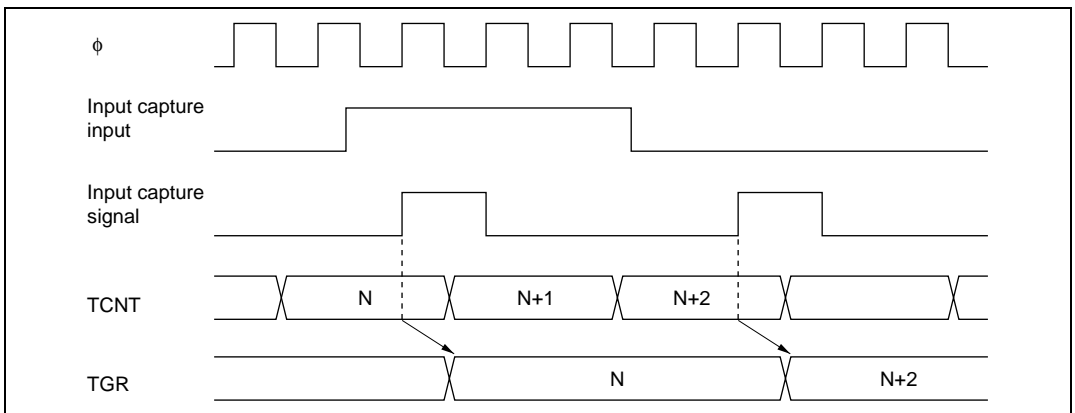 φ
Input capture
input
Input capture
signal
TCNT N N+1 N+2
TGR N N+2